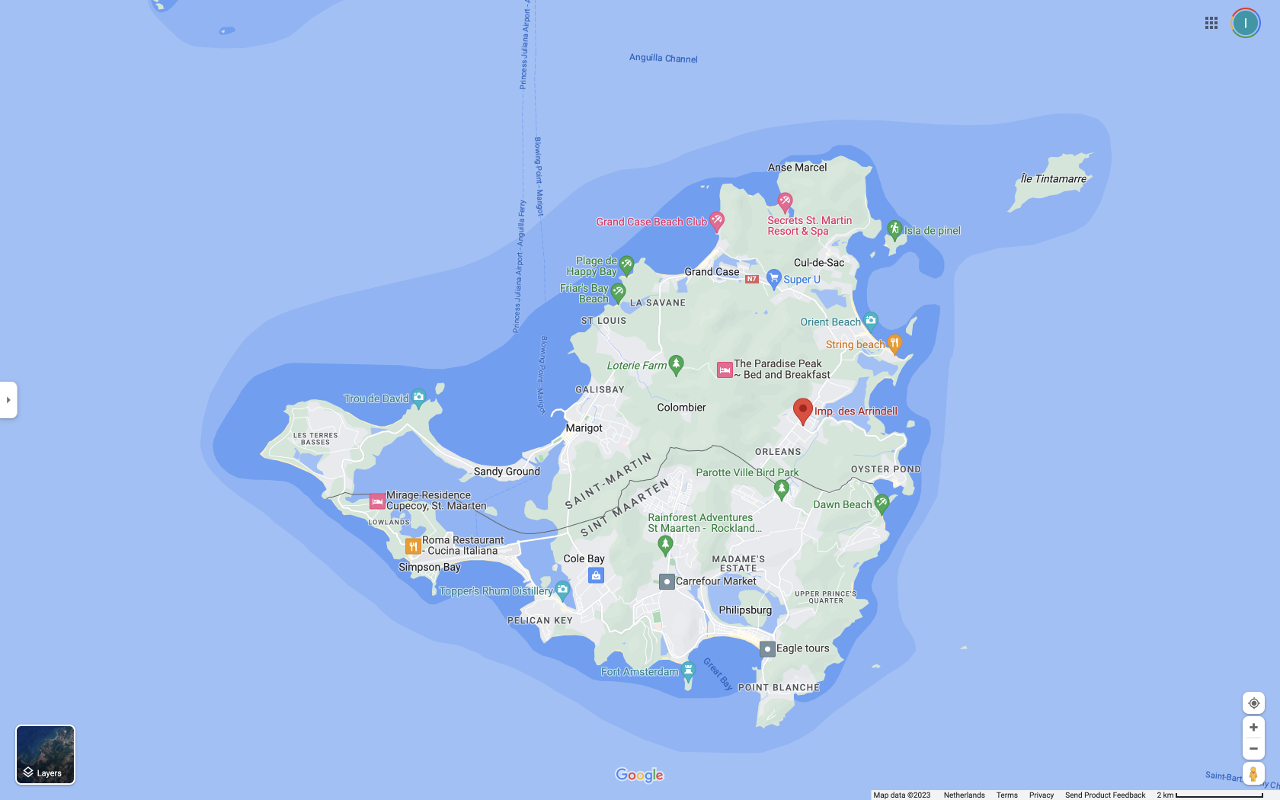 Princess Juliana Airport - A
Anguilla Channel
I
Blowing Point - Marigot
Anse Marcel
Île Tintamarre
Princess Juliana Airport - Anguilla Ferry
Grand Case Beach Club
Secrets St. Martin
Resort & Spa
Isla de pinel
Plage de
Happy Bay
Grand Case
N7
Cul-de-Sac
Super U
Friar's Bay
Beach
LA SAVANE
ST LOUIS
Orient Beach
String beach
Blowing Point - Marigot
Loterie Farm
The Paradise Peak
~ Bed and Breakfast
GALISBAY
Trou de David
Colombier
Imp. des Arrindell
Marigot
LES TERRES
BASSES
ORLEANS
Sandy Ground
SAINT-MARTIN
SINT MAARTEN
Parotte Ville Bird Park
OYSTER POND
Mirage Residence
Cupecoy, St. Maarten
Dawn Beach
LOWLANDS
Rainforest Adventures
St Maarten - Rockland...
Roma Restaurant
- Cucina Italiana
Simpson Bay
Cole Bay
MADAME'S
ESTATE
Carrefour Market
Topper's Rhum Distillery
UPPER PRINCE'S
QUARTER
Philipsburg
PELICAN KEY
Eagle tours
Fort Amsterdam
Great Bay
POINT BLANCHE
Layers
Google
Saint-Bart
Map data ©2023 Netherlands Terms Privacy Send Product Feedback 2 km